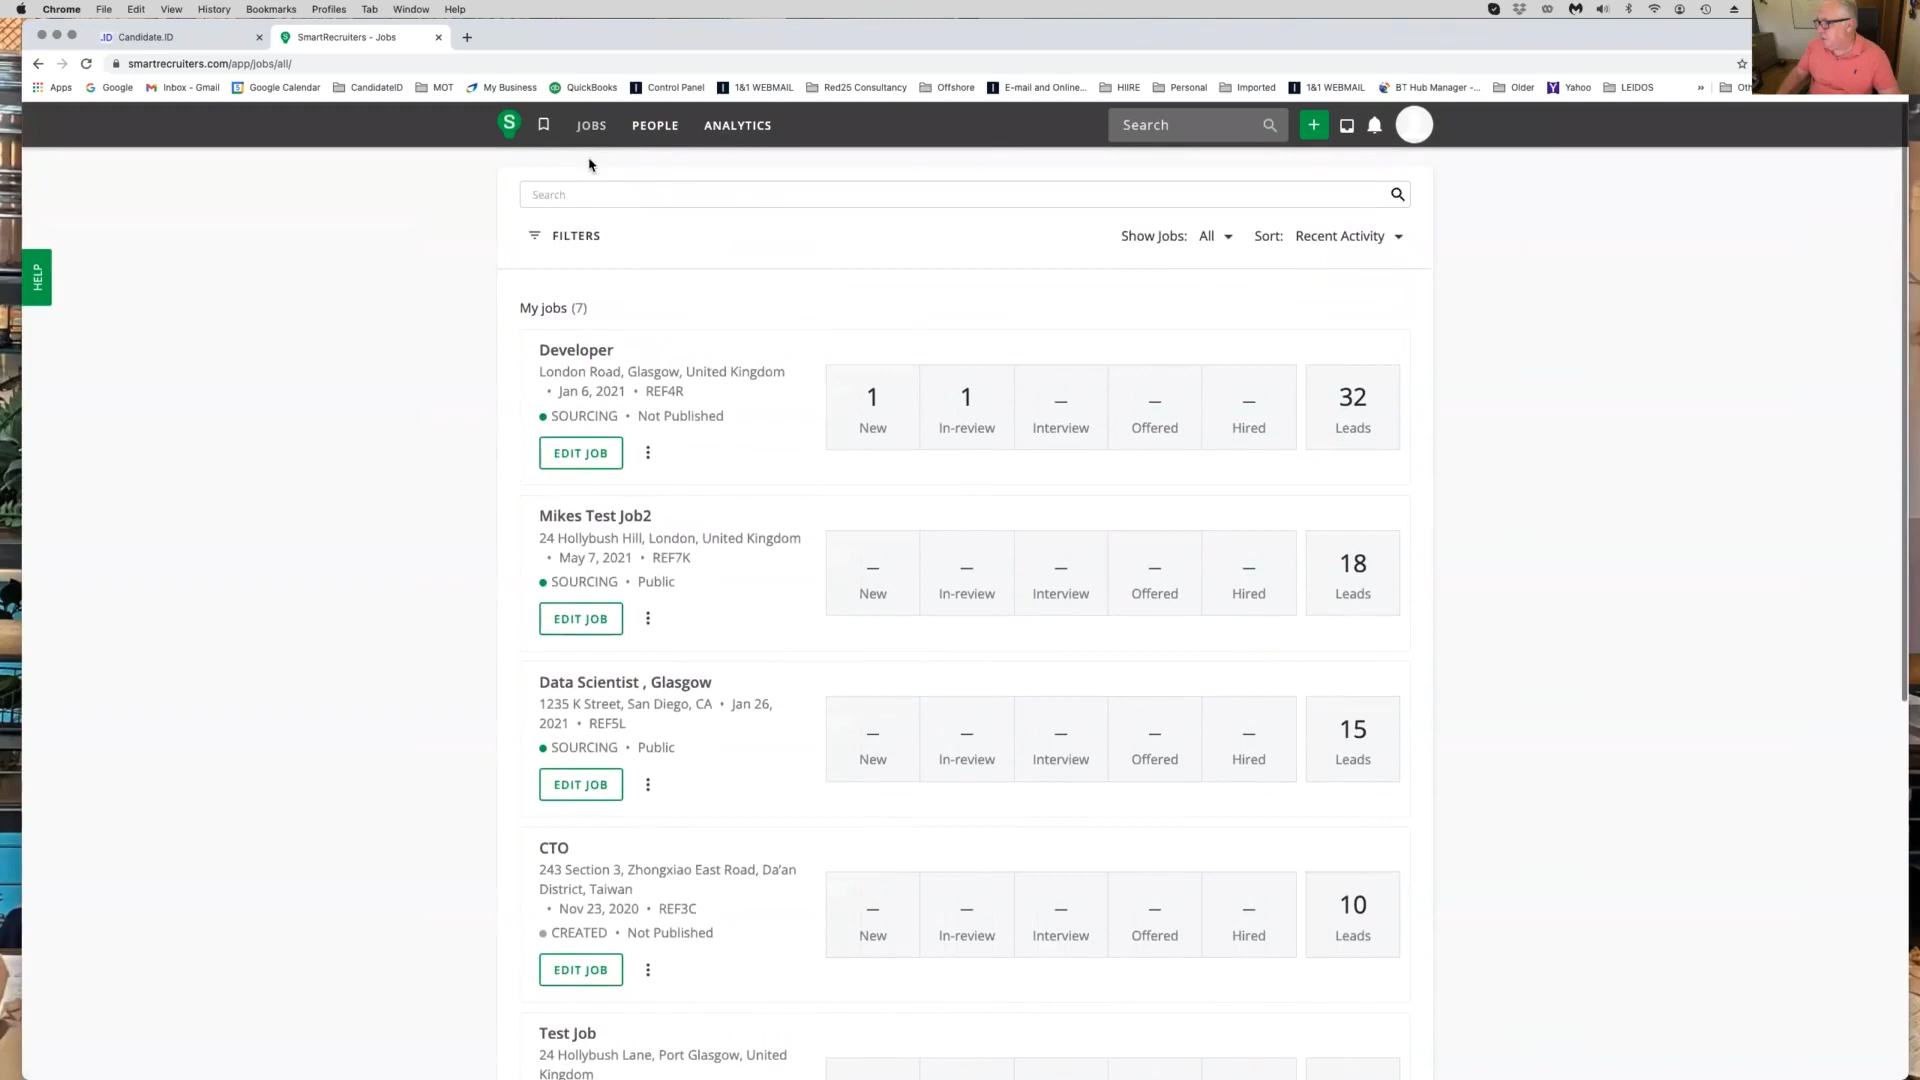 Chrome File Edit View History Bookmarks Profiles Tab Window Help
.ID Candidate.ID SmartRecruiters - Jobs
smartrecruiters.com/app/jobs/all/
Apps Google Inbox - Gmail Google Calendar CandidateID MOT My Business QuickBooks Control Panel 1&1 WEBMAIL Red25 Consultancy Offshore E-mail and Online... HIIRE Personal Imported 1&1 WEBMAIL BT Hub Manager -... Older Yahoo LEIDOS »
S JOBS PEOPLE ANALYTICS Search
Search
FILTERS Show Jobs: All Sort: Recent Activity
HELP
My jobs (7)
Developer
London Road, Glasgow, United Kingdom
• Jan 6, 2021 • REF4R
SOURCING • Not Published
EDIT JOB
1 1 – – – 32
New In-review Interview Offered Hired Leads
Mikes Test Job2
24 Hollybush Hill, London, United Kingdom
• May 7, 2021 • REF7K
SOURCING • Public
EDIT JOB
– – – – – 18
New In-review Interview Offered Hired Leads
Data Scientist , Glasgow
1235 K Street, San Diego, CA • Jan 26,
2021 • REF5L
SOURCING • Public
EDIT JOB
– – – – – 15
New In-review Interview Offered Hired Leads
CTO
243 Section 3, Zhongxiao East Road, Da'an
District, Taiwan
• Nov 23, 2020 • REF3C
CREATED • Not Published
EDIT JOB
– – – – – 10
New In-review Interview Offered Hired Leads
Test Job
24 Hollybush Lane, Port Glasgow, United
Kingdom